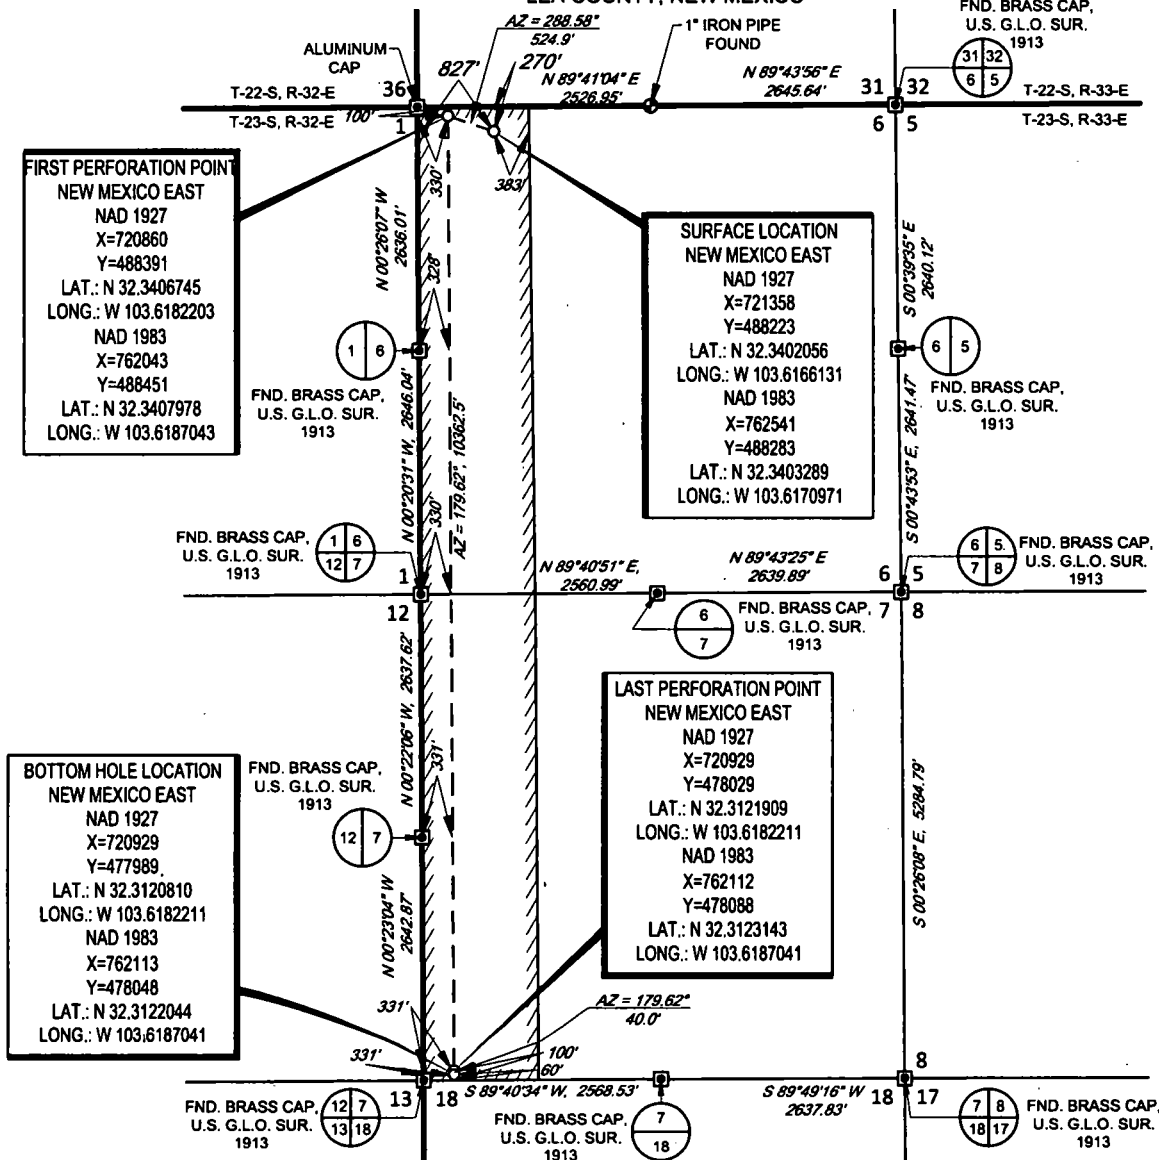 LEA COUNTY, NEW MEXICO
FND. BRASS CAP,
U.S. G.L.O. SUR.
1913
31 32
6 5
AZ = 288.58°
524.9'
1" IRON PIPE
FOUND
ALUMINUM
CAP
827'
270'
N 89°41'04" E
2526.95'
N 89°43'56" E
2645.64'
36
31 32
T-22-S, R-32-E
T-22-S, R-33-E
T-23-S, R-32-E
T-23-S, R-33-E
100'
1
6 5
330'
383'
FIRST PERFORATION POINT
NEW MEXICO EAST
NAD 1927
X=720860
Y=488391
LAT.: N 32.3406745
LONG.: W 103.6182203
NAD 1983
X=762043
Y=488451
LAT.: N 32.3407978
LONG.: W 103.6187043
N 00°26'07" W
2636.01'
328'
SURFACE LOCATION
NEW MEXICO EAST
NAD 1927
X=721358
Y=488223
LAT.: N 32.3402056
LONG.: W 103.6166131
NAD 1983
X=762541
Y=488283
LAT.: N 32.3403289
LONG.: W 103.6170971
S 00°39'35" E
2640.12'
1 6
FND. BRASS CAP,
U.S. G.L.O. SUR.
1913
6 5
FND. BRASS CAP,
U.S. G.L.O. SUR.
1913
N 00°20'31" W, 2646.04'
330'
AZ = 179.62°, 10362.5'
S 00°43'53" E, 2641.47'
FND. BRASS CAP,
U.S. G.L.O. SUR.
1913
1 6
12 7
1
12
N 89°40'51" E,
2560.99'
N 89°43'25" E
2639.89'
6 5
7 8
6 5
7 8
FND. BRASS CAP,
U.S. G.L.O. SUR.
1913
6
7
FND. BRASS CAP,
U.S. G.L.O. SUR.
1913
N 00°22'06" W, 2637.62'
331'
LAST PERFORATION POINT
NEW MEXICO EAST
NAD 1927
X=720929
Y=478029
LAT.: N 32.3121909
LONG.: W 103.6182211
NAD 1983
X=762112
Y=478088
LAT.: N 32.3123143
LONG.: W 103.6187041
BOTTOM HOLE LOCATION
NEW MEXICO EAST
NAD 1927
X=720929
Y=477989
LAT.: N 32.3120810
LONG.: W 103.6182211
NAD 1983
X=762113
Y=478048
LAT.: N 32.3122044
LONG.: W 103.6187041
FND. BRASS CAP,
U.S. G.L.O. SUR.
1913
12 7
N 00°23'04" W
2642.87'
S 00°26'08" E, 5284.79'
331'
331'
AZ = 179.62°
40.0'
100'
60'
13 18
S 89°40'34" W, 2568.53'
S 89°49'16" W
2637.83'
8
18 17
FND. BRASS CAP,
U.S. G.L.O. SUR.
1913
12 7
13 18
FND. BRASS CAP,
U.S. G.L.O. SUR.
1913
7
18
7 8
18 17
FND. BRASS CAP,
U.S. G.L.O. SUR.
1913